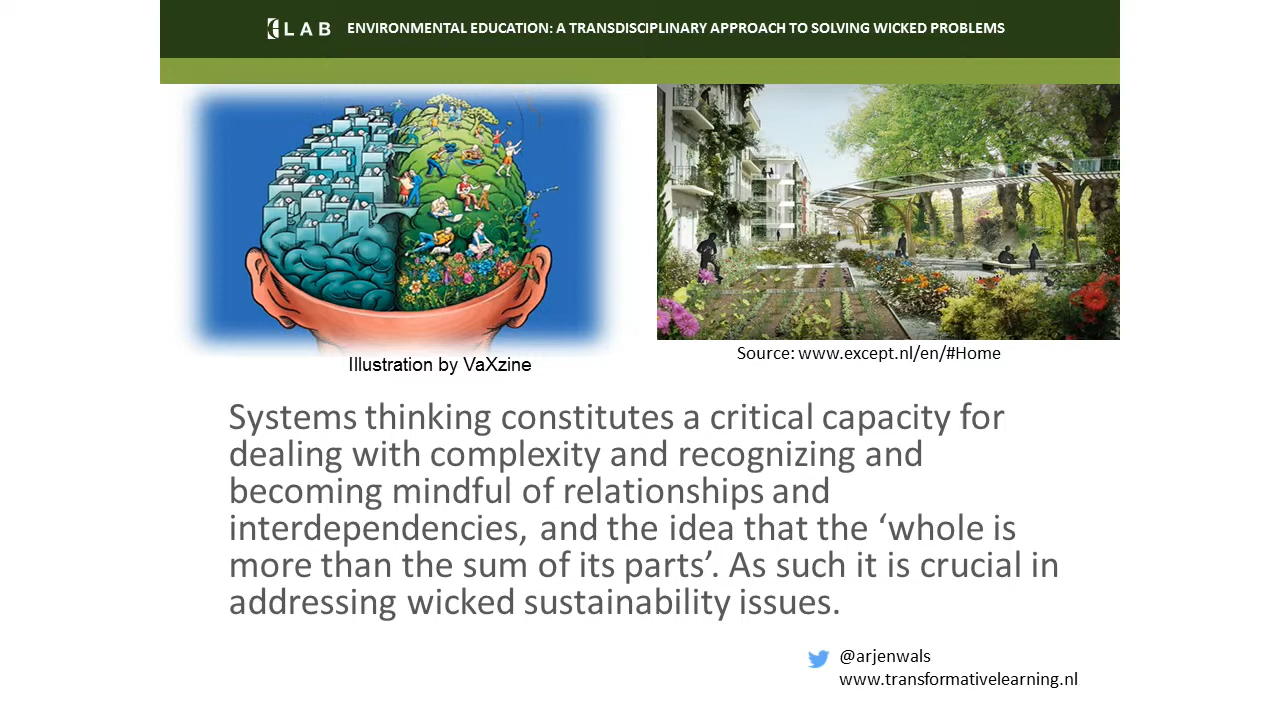 LAB ENVIRONMENTAL EDUCATION: A TRANSDISCIPLINARY APPROACH TO SOLVING WICKED PROBLEMS
Illustration by VaXzine
Source: www.except.nl/en/#Home
Systems thinking constitutes a critical capacity for
dealing with complexity and recognizing and
becoming mindful of relationships and
interdependencies, and the idea that the ‘whole is
more than the sum of its parts’. As such it is crucial in
addressing wicked sustainability issues.
@arjenwals
www.transformativelearning.nl